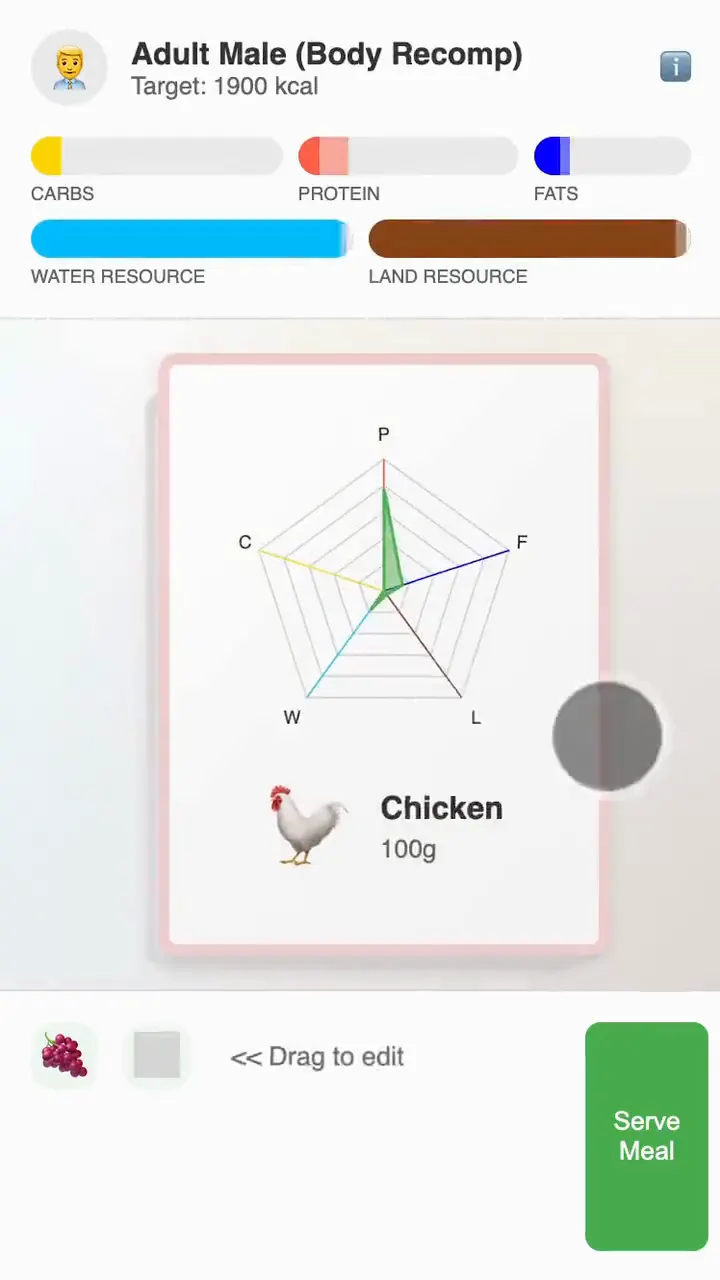 Adult Male (Body Recomp)
Target: 1900 kcal
i
CARBS
PROTEIN
FATS
WATER RESOURCE
LAND RESOURCE
P
C
F
W
L
Chicken
100g
<< Drag to edit
Serve
Meal